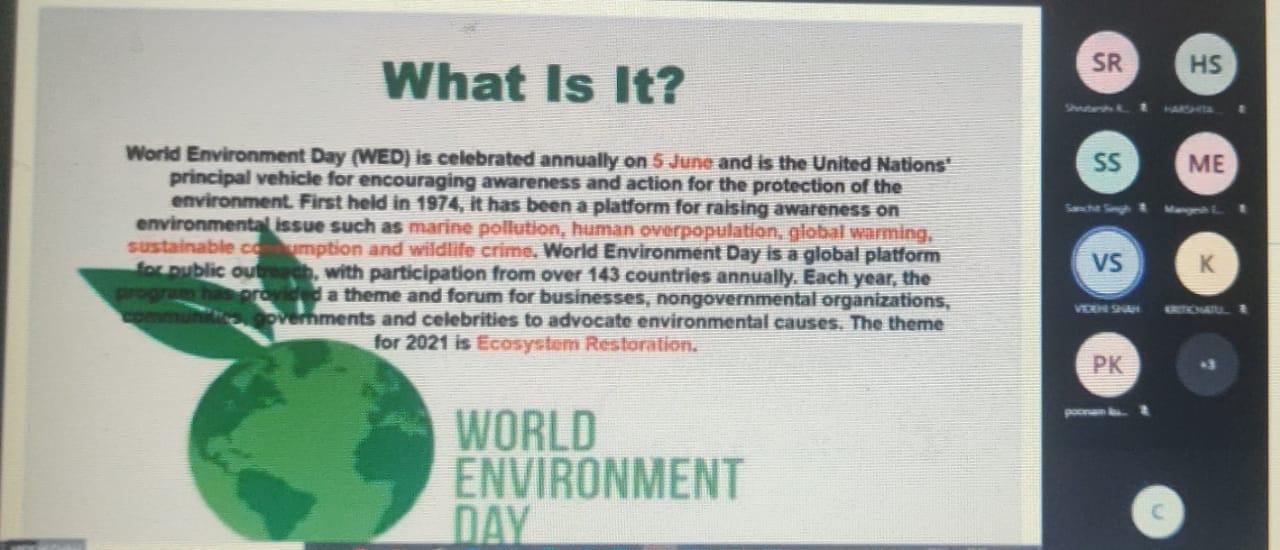 What Is It?
World Environment Day (WED) is celebrated annually on 5 June and is the United Nations'
principal vehicle for encouraging awareness and action for the protection of the
environment. First held in 1974, it has been a platform for raising awareness on
environmental issue such as marine pollution, human overpopulation, global warming,
sustainable consumption and wildlife crime. World Environment Day is a global platform
for public outreach, with participation from over 143 countries annually. Each year, the
program has provided a theme and forum for businesses, nongovernmental organizations,
communities, governments and celebrities to advocate environmental causes. The theme
for 2021 is Ecosystem Restoration.
WORLD
ENVIRONMENT
DAY
SR HS
HARSHITA...
SS ME
Sanchit Singh
VS K
VIDHI SHAH
PK +3
poonam ku...
C